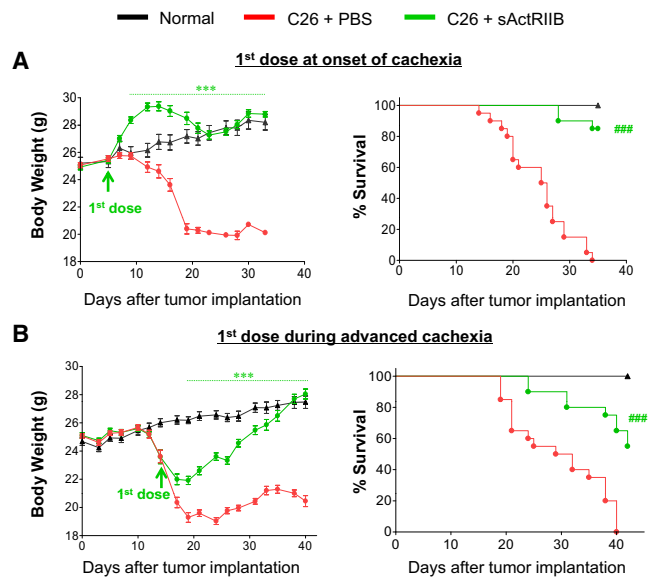 Normal C26 + PBS C26 + sActRIIB
A 1st dose at onset of cachexia
30
28
26
24
22
20
18
Body Weight (g)
***
1st dose
0 10 20 30 40
Days after tumor implantation
100
80
60
40
20
0
% Survival
###
0 10 20 30 40
Days after tumor implantation
B 1st dose during advanced cachexia
30
28
26
24
22
20
18
Body Weight (g)
***
1st dose
0 10 20 30 40
Days after tumor implantation
100
80
60
40
20
0
% Survival
###
0 10 20 30 40
Days after tumor implantation